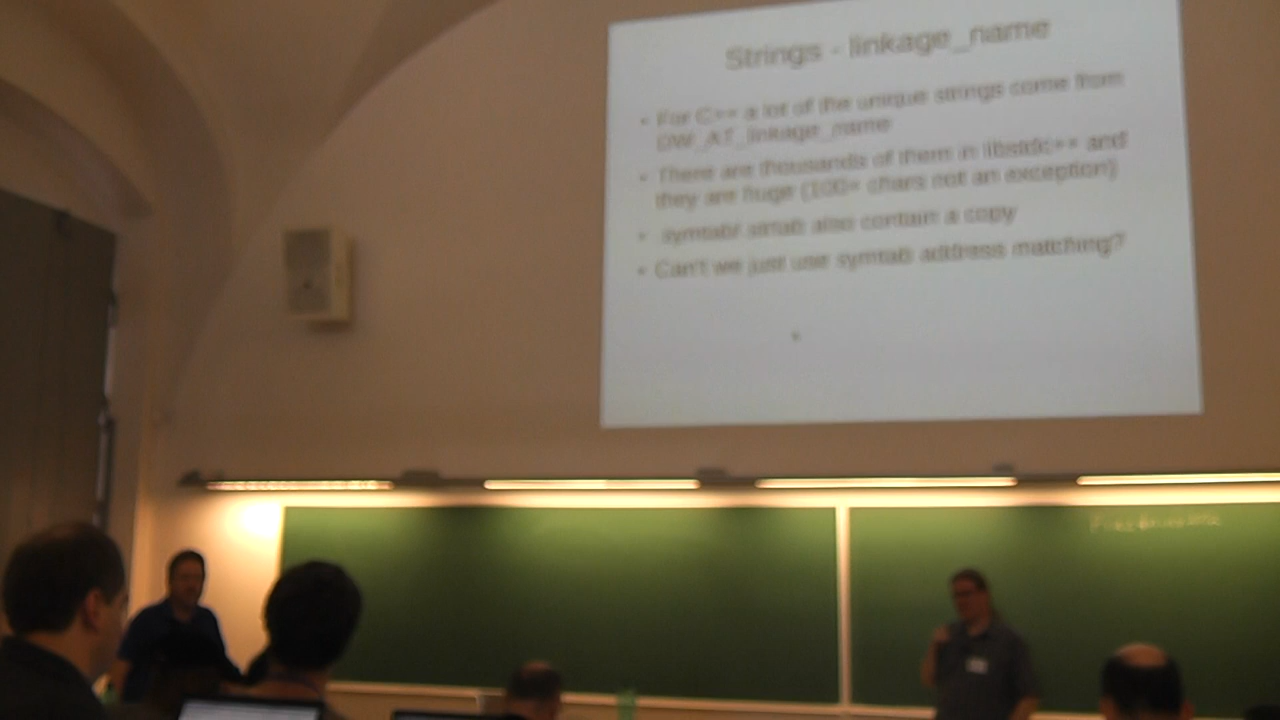 Strings - linkage_name
• For C++ a lot of the unique strings come from
DW_AT_linkage_name
• There are thousands of them in libstdc++ and
they are huge (100+ chars not an exception)
• .symtab/.strtab also contain a copy
• Can't we just use symtab address matching?